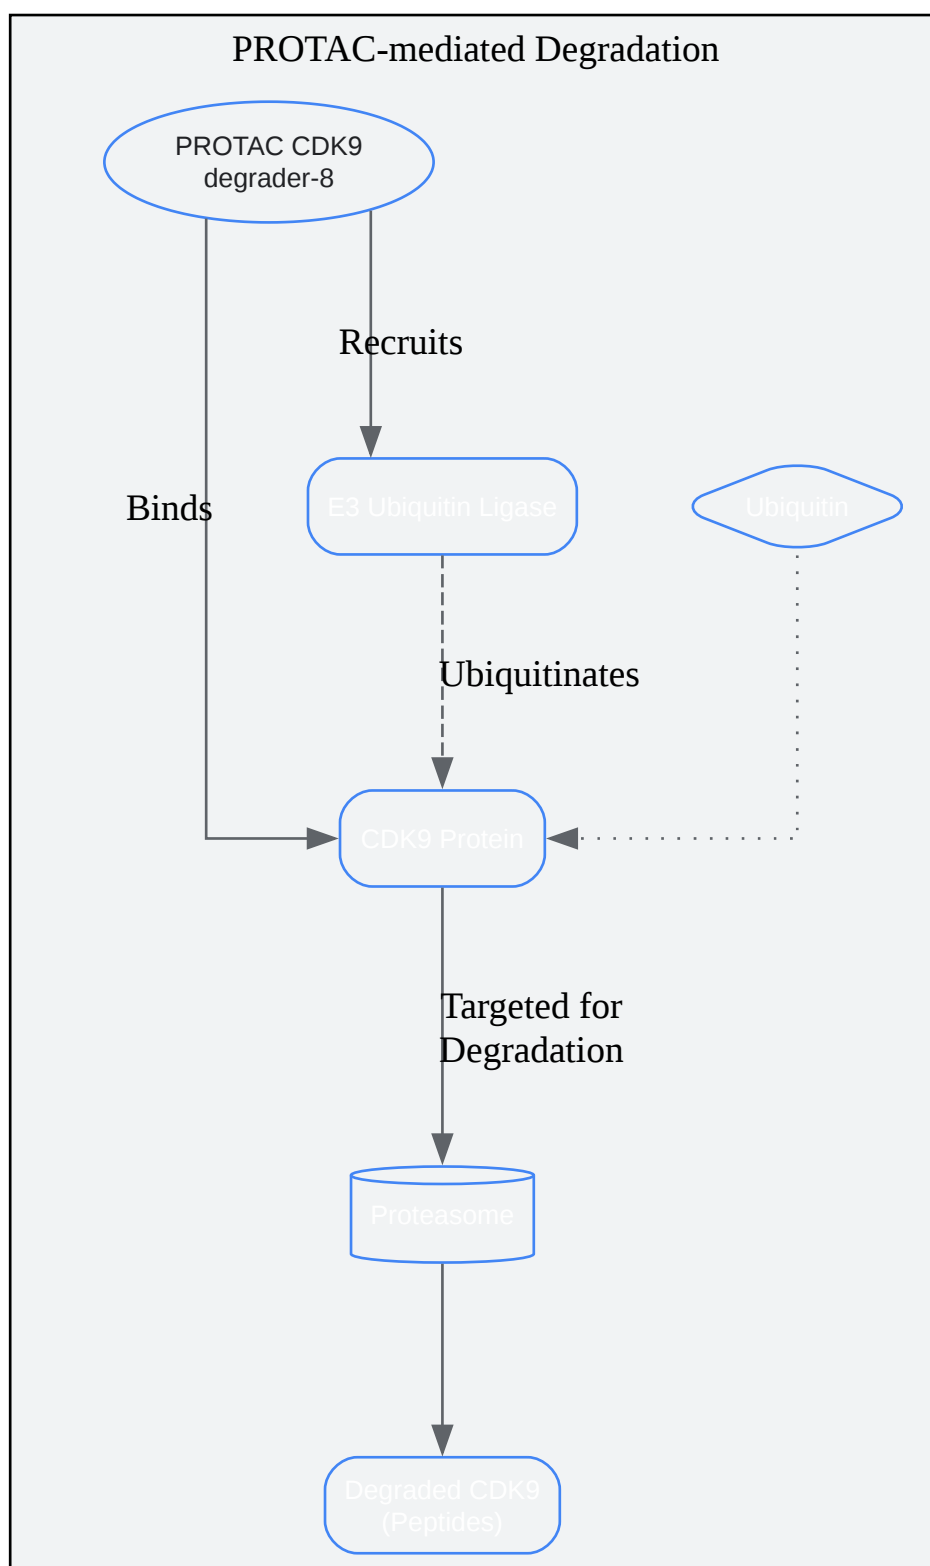 PROTAC-mediated Degradation
PROTAC CDK9
degrader-8
Recruits
Binds
E3 Ubiquitin Ligase
Ubiquitin
Ubiquitinates
CDK9 Protein
Targeted for
Degradation
Proteasome
Degraded CDK9
(Peptides)